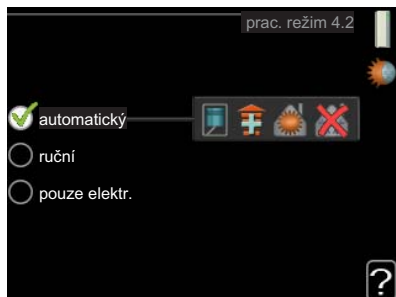 prac. režim 4.2
automatický
ruční
pouze elektr.
?